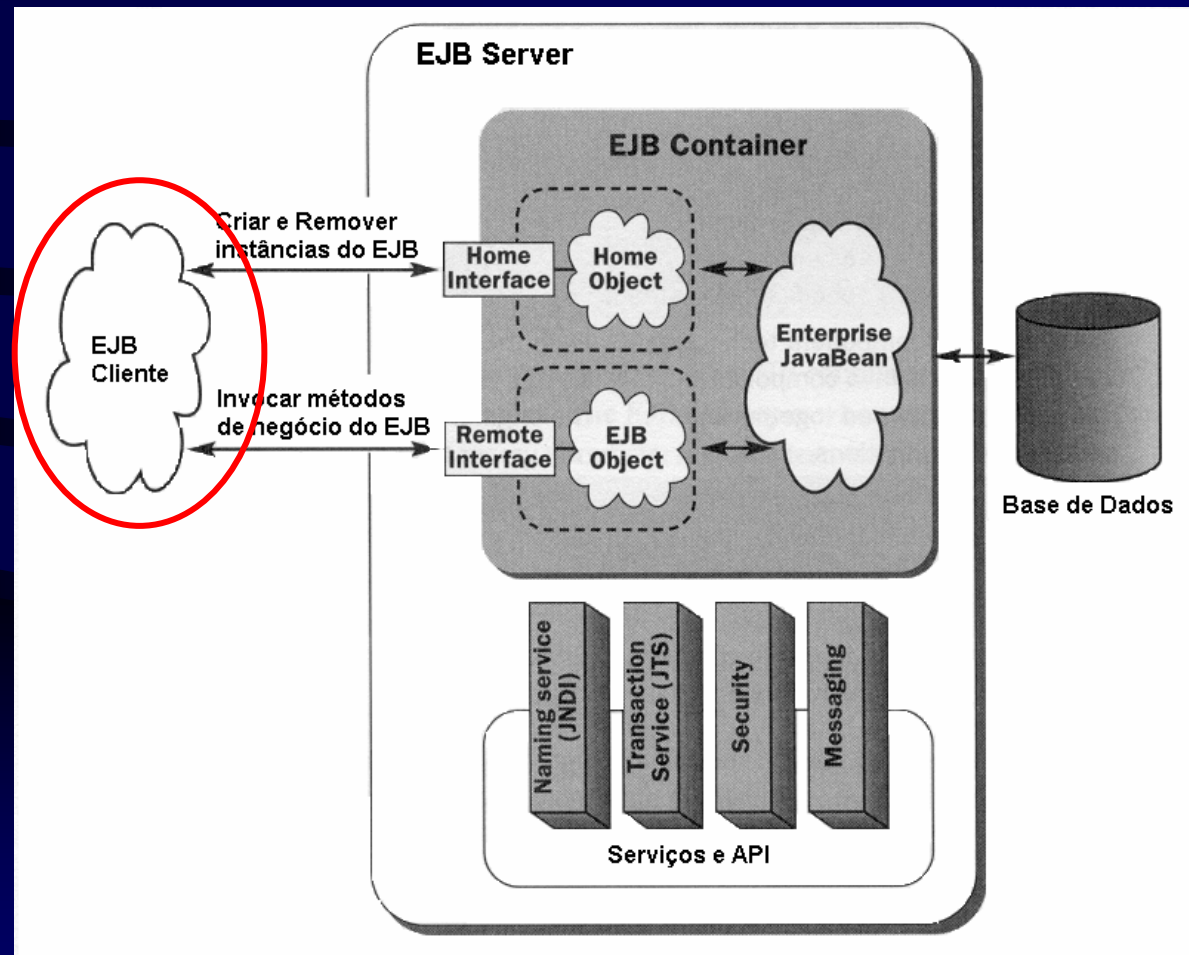 EJB Server
EJB Container
Criar e Remover
instâncias do EJB
Home
Interface
Home
Object
EJB
Cliente
Enterprise
JavaBean
Invocar métodos
de negócio do EJB
Remote
Interface
EJB
Object
Base de Dados
Naming service
(JNDI)
Transaction
Service (JTS)
Security
Messaging
Serviços e API